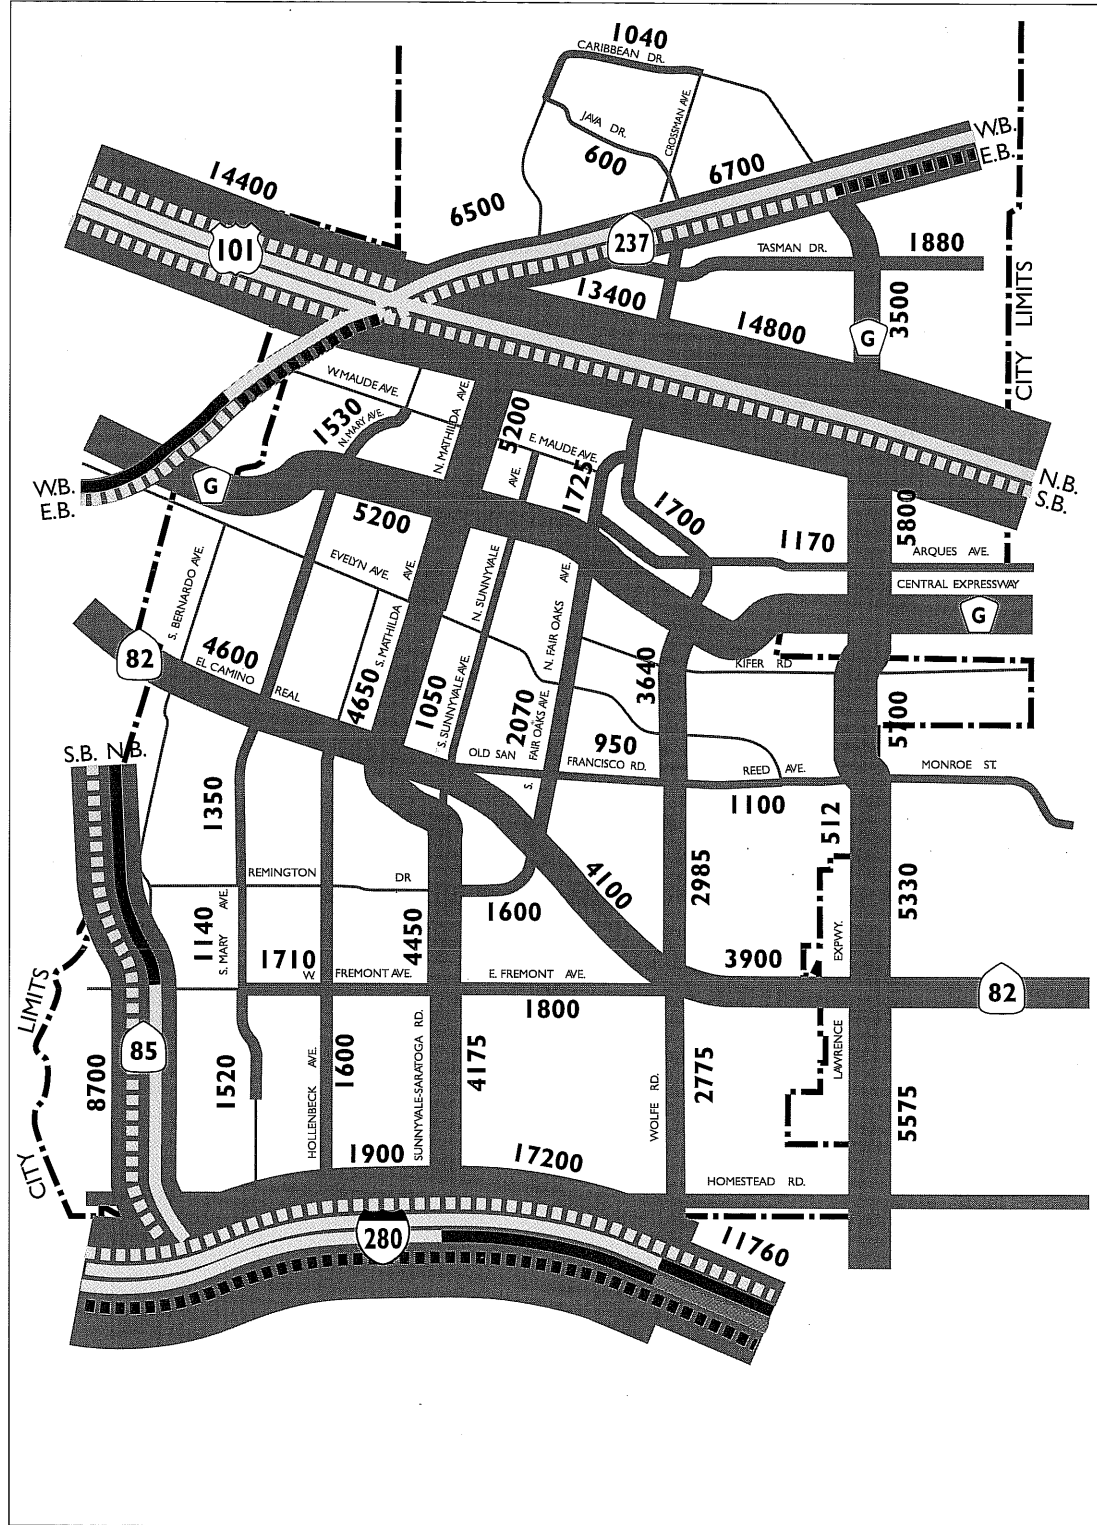 1040
CARIBBEAN DR.
CROSSMAN AVE.
JAVA DR.
600
W.B.
E.B.
6700
14400
6500
101
237
TASMAN DR.
1880
13400
14800
3500
G
CITY LIMITS
W. MAUDE AVE.
1530
N. MARY AVE.
N. MATHILDA AVE.
5200
E. MAUDE AVE.
AVE.
1725
1700
N.B.
S.B.
W.B.
E.B.
G
5200
5800
1170
ARQUES AVE.
CENTRAL EXPRESSWAY
G
S. BERNARDO AVE.
EVELYN AVE.
AVE.
S. MATHILDA
N. SUNNYVALE
AVE.
N. FAIR OAKS
82
4600
EL CAMINO
REAL
4650
1050
S. SUNNYVALE AVE.
2070
S. FAIR OAKS AVE.
3640
KIFER RD
5700
S.B. N.B.
OLD SAN
FRANCISCO RD.
950
REED AVE.
MONROE ST.
1100
1350
512
REMINGTON
DR
1140
S. MARY AVE.
1710
W.
FREMONT AVE.
4450
1600
4100
2985
5330
E. FREMONT AVE.
1800
3900
EXPWY.
82
LIMITS
CITY
8700
85
1520
HOLLENBECK AVE.
1600
SUNNYVALE-SARATOGA RD.
4175
WOLFE RD.
2775
LAWRENCE
5575
1900
17200
HOMESTEAD RD.
280
11760